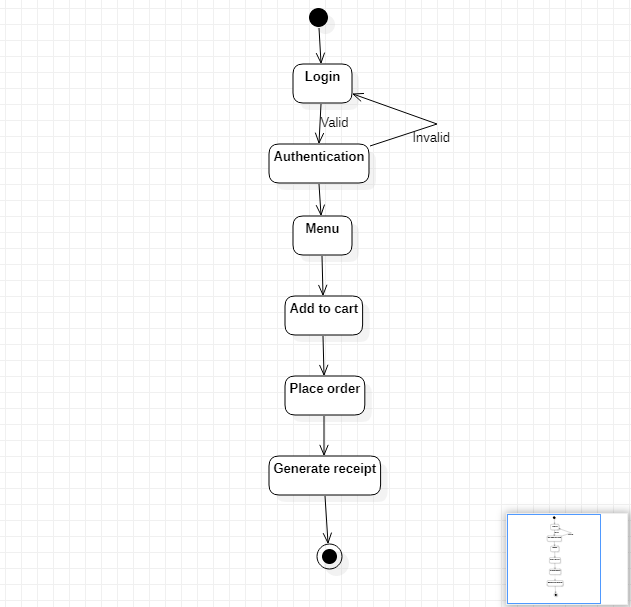 Login
Valid
Invalid
Authentication
Menu
Add to cart
Place order
Generate receipt